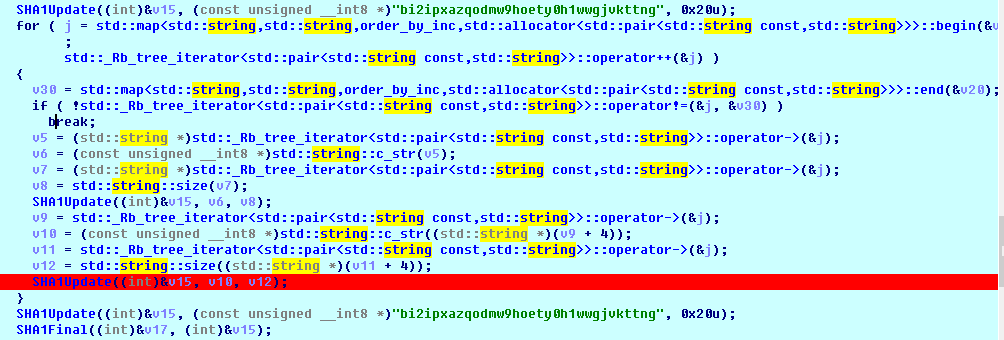 SHA1Update((int)&v15, (const unsigned __int8 *)"bi2ipxazqodmw9hoety0h1wwgjvkttng", 0x20u);
for ( j = std::map<std::string,std::string,order_by_inc,std::allocator<std::pair<std::string const,std::string>>>::begin(&v
;
std::_Rb_tree_iterator<std::pair<std::string const,std::string>>::operator++(&j) )
{
v30 = std::map<std::string,std::string,order_by_inc,std::allocator<std::pair<std::string const,std::string>>>::end(&v20);
if ( !std::_Rb_tree_iterator<std::pair<std::string const,std::string>>::operator!=(&j, &v30) )
break;
v5 = (std::string *)std::_Rb_tree_iterator<std::pair<std::string const,std::string>>::operator->(&j);
v6 = (const unsigned __int8 *)std::string::c_str(v5);
v7 = (std::string *)std::_Rb_tree_iterator<std::pair<std::string const,std::string>>::operator->(&j);
v8 = std::string::size(v7);
SHA1Update((int)&v15, v6, v8);
v9 = std::_Rb_tree_iterator<std::pair<std::string const,std::string>>::operator->(&j);
v10 = (const unsigned __int8 *)std::string::c_str((std::string *)(v9 + 4));
v11 = std::_Rb_tree_iterator<std::pair<std::string const,std::string>>::operator->(&j);
v12 = std::string::size((std::string *)(v11 + 4));
SHA1Update((int)&v15, v10, v12);
}
SHA1Update((int)&v15, (const unsigned __int8 *)"bi2ipxazqodmw9hoety0h1wwgjvkttng", 0x20u);
SHA1Final((int)&v17, (int)&v15);